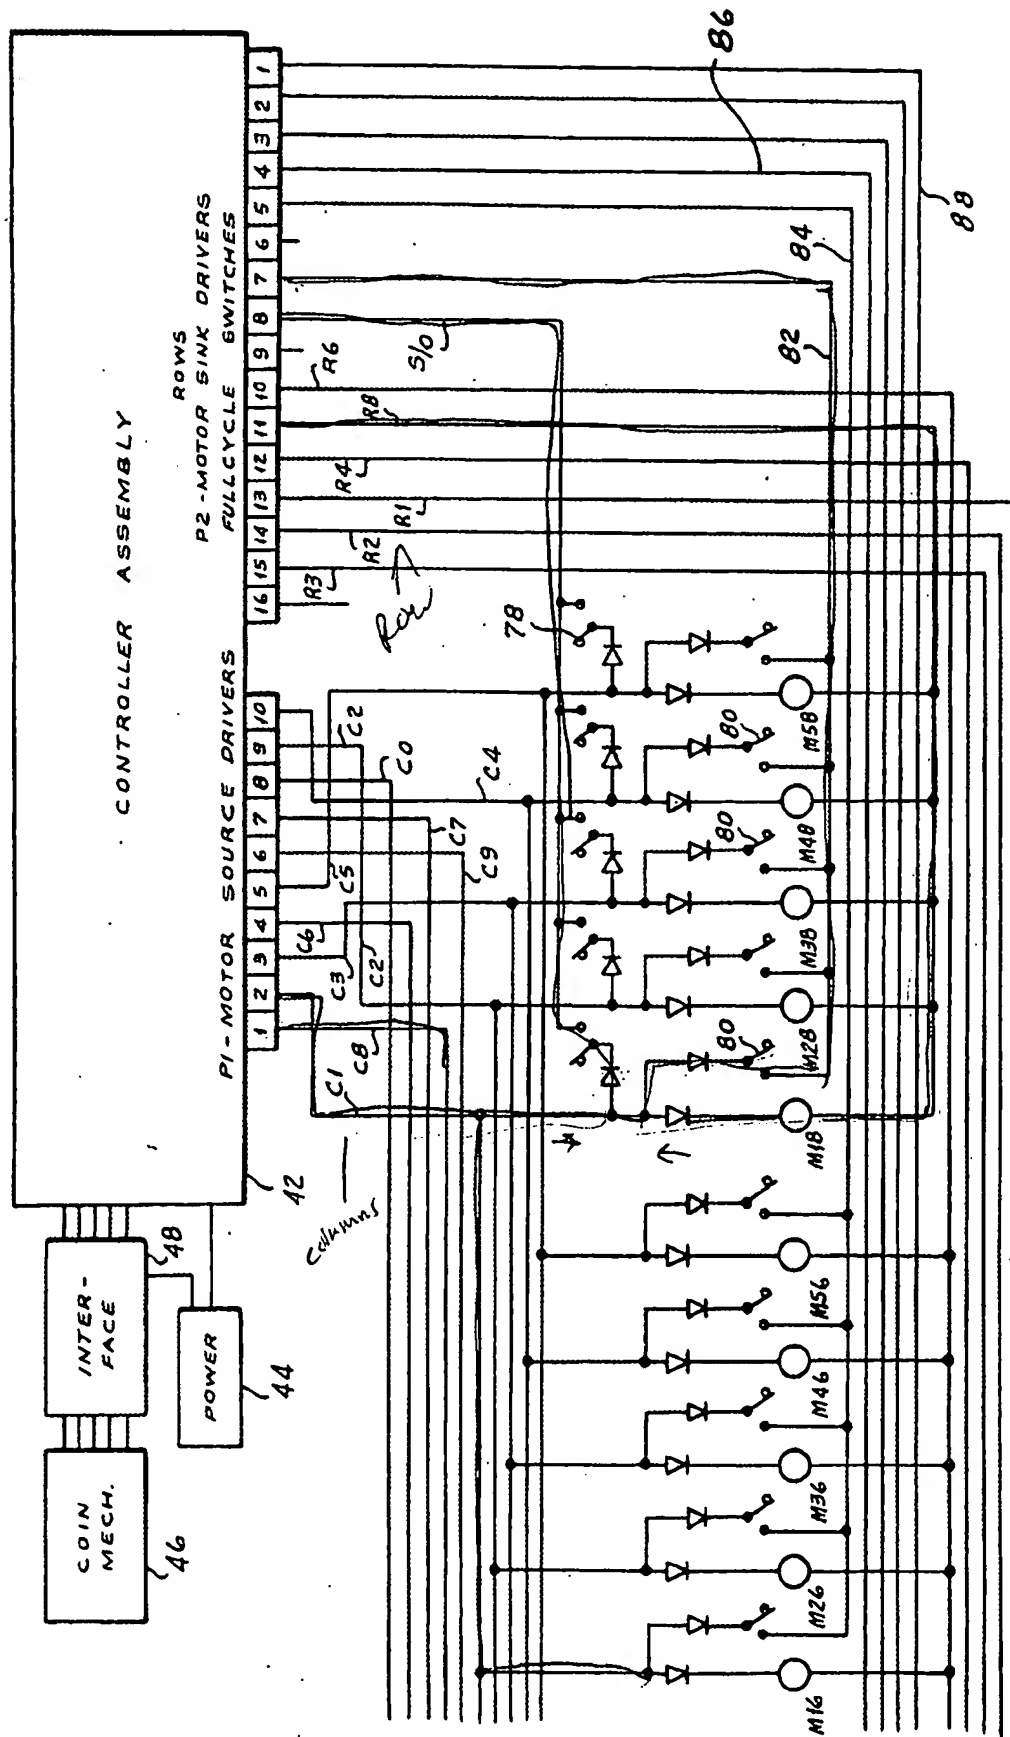 CONTROLLER ASSEMBLY
ROWS
P2-MOTOR SINK DRIVERS
FULLCYCLE SWITCHES
P1-MOTOR SOURCE DRIVERS
1 2 3 4 5 6 7 8 9 10
16 15 14 13 12 11 10 9 8 7 6 5 4 3 2 1
42
INTER-
FACE
48
POWER
44
COIN
MECH.
46
C1
C8
C3
C6
C2
C5
C9
C7
C0
C2
C4
columns
R3
R2
R1
R4
R8
R6
S/O
Row
78
80
80
80
80
82
84
86
88
M16
M26
M36
M46
M56
M18
M28
M38
M48
M58